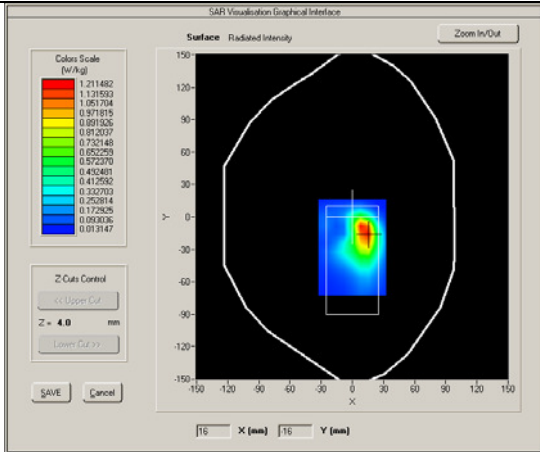 SAR Visualisation Graphical Interface
Surface Radiated Intensity
Zoom In/Out
Colors Scale
(W/kg)
1.211482
1.131593
1.051704
0.971815
0.891926
0.812037
0.732148
0.652259
0.572370
0.492481
0.412592
0.332703
0.252814
0.172925
0.093036
0.013147
150
120
90
60
30
0
-30
-60
-90
-120
-150
Y
-150 -120 -90 -60 -30 0 30 60 90 120 150
X
Z Cuts Control
<< Upper Cut
Z = 4.0 mm
Lower Cut >>
SAVE Cancel
16 X (mm) -16 Y (mm)